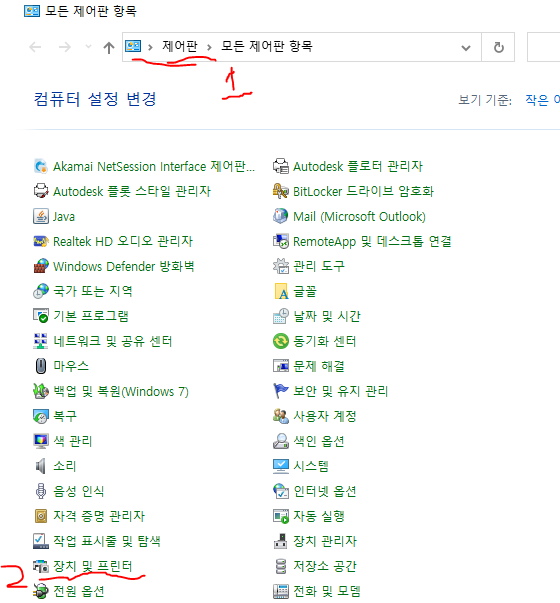 모든 제어판 항목
제어판 › 모든 제어판 항목
1
컴퓨터 설정 변경
보기 기준: 작은
Akamai NetSession Interface 제어판...
Autodesk 플로터 관리자
Autodesk 플롯 스타일 관리자
BitLocker 드라이브 암호화
Java
Mail (Microsoft Outlook)
Realtek HD 오디오 관리자
RemoteApp 및 데스크톱 연결
Windows Defender 방화벽
관리 도구
국가 또는 지역
글꼴
기본 프로그램
날짜 및 시간
네트워크 및 공유 센터
동기화 센터
마우스
문제 해결
백업 및 복원(Windows 7)
보안 및 유지 관리
복구
사용자 계정
색 관리
색인 옵션
소리
시스템
음성 인식
인터넷 옵션
자격 증명 관리자
자동 실행
작업 표시줄 및 탐색
장치 관리자
2 장치 및 프린터
저장소 공간
전원 옵션
전화 및 모뎀